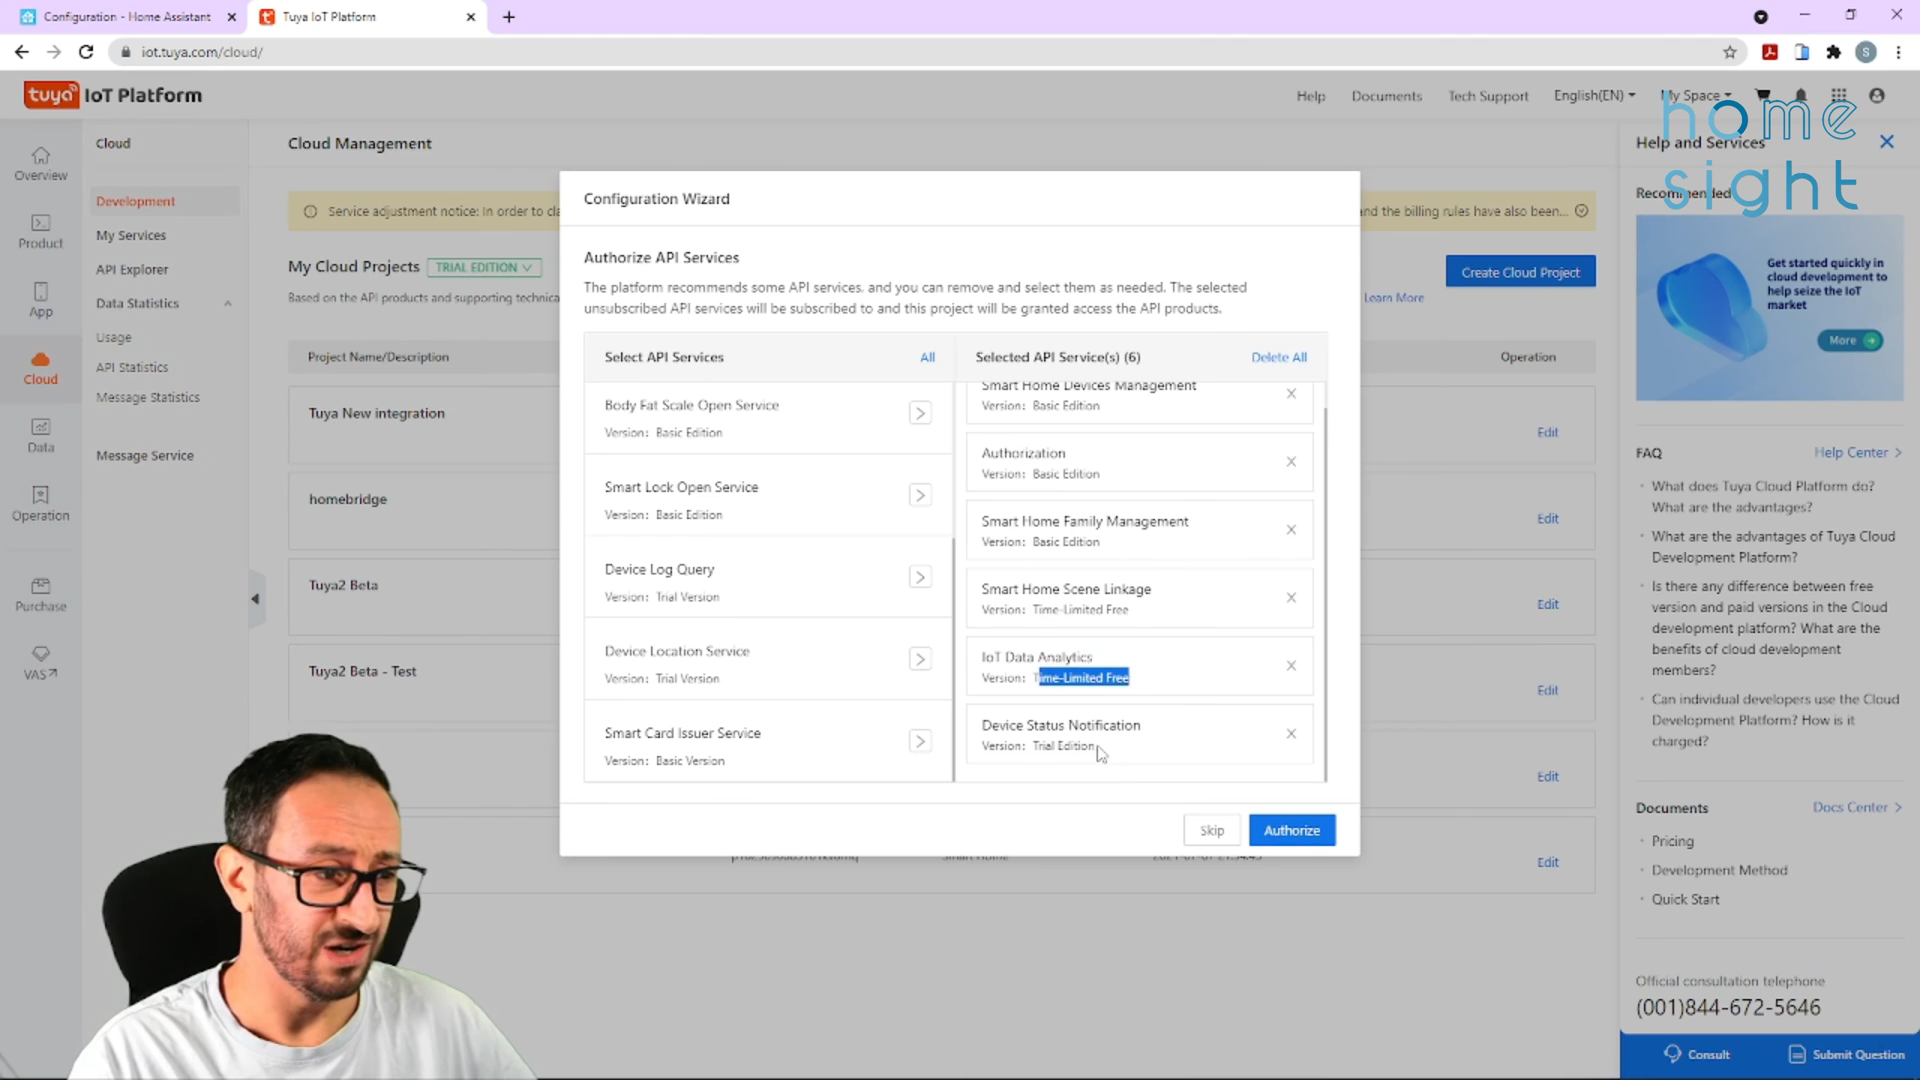 Configuration - Home Assistant
Tuya IoT Platform
iot.tuya.com/cloud/
S
tuya IoT Platform
Help
Documents
Tech Support
English(EN)
My Space
home
sight
Overview
Product
App
Cloud
Data
Operation
Purchase
VAS
Cloud
Development
My Services
API Explorer
Data Statistics
Usage
API Statistics
Message Statistics
Message Service
Cloud Management
Service adjustment notice: In order to cla
and the billing rules have also been...
My Cloud Projects
TRIAL EDITION
Create Cloud Project
Based on the API products and supporting technica
Learn More
Project Name/Description
Operation
Tuya New integration
Edit
homebridge
Edit
Tuya2 Beta
Edit
Tuya2 Beta - Test
Edit
Edit
Edit
Configuration Wizard
Authorize API Services
The platform recommends some API services, and you can remove and select them as needed. The selected
unsubscribed API services will be subscribed to and this project will be granted access the API products.
Select API Services
All
Body Fat Scale Open Service
Version: Basic Edition
Smart Lock Open Service
Version: Basic Edition
Device Log Query
Version: Trial Version
Device Location Service
Version: Trial Version
Smart Card Issuer Service
Version: Basic Version
Selected API Service(s) (6)
Delete All
Smart Home Devices Management
Version: Basic Edition
Authorization
Version: Basic Edition
Smart Home Family Management
Version: Basic Edition
Smart Home Scene Linkage
Version: Time-Limited Free
IoT Data Analytics
Version: Time-Limited Free
Device Status Notification
Version: Trial Edition
Skip
Authorize
Help and Services
Recommended
Get started quickly in
cloud development to
help seize the IoT
market
More
FAQ
Help Center
What does Tuya Cloud Platform do?
What are the advantages?
What are the advantages of Tuya Cloud
Development Platform?
Is there any difference between free
version and paid versions in the Cloud
development platform? What are the
benefits of cloud development
members?
Can individual developers use the Cloud
Development Platform? How is it
charged?
Documents
Docs Center
Pricing
Development Method
Quick Start
Official consultation telephone
(001)844-672-5646
Consult
Submit Question